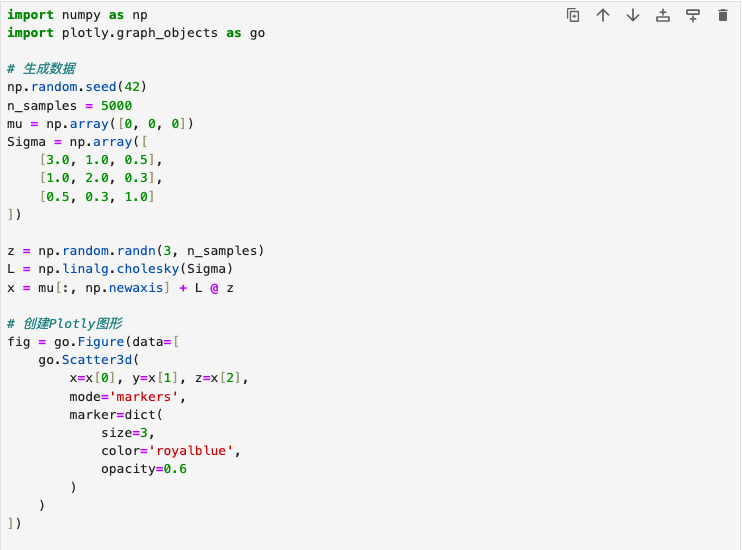 import numpy as np
import plotly.graph_objects as go

# 生成数据
np.random.seed(42)
n_samples = 5000
mu = np.array([0, 0, 0])
Sigma = np.array([
    [3.0, 1.0, 0.5],
    [1.0, 2.0, 0.3],
    [0.5, 0.3, 1.0]
])

z = np.random.randn(3, n_samples)
L = np.linalg.cholesky(Sigma)
x = mu[:, np.newaxis] + L @ z

# 创建Plotly图形
fig = go.Figure(data=[
    go.Scatter3d(
        x=x[0], y=x[1], z=x[2],
        mode='markers',
        marker=dict(
            size=3,
            color='royalblue',
            opacity=0.6
        )
    )
])